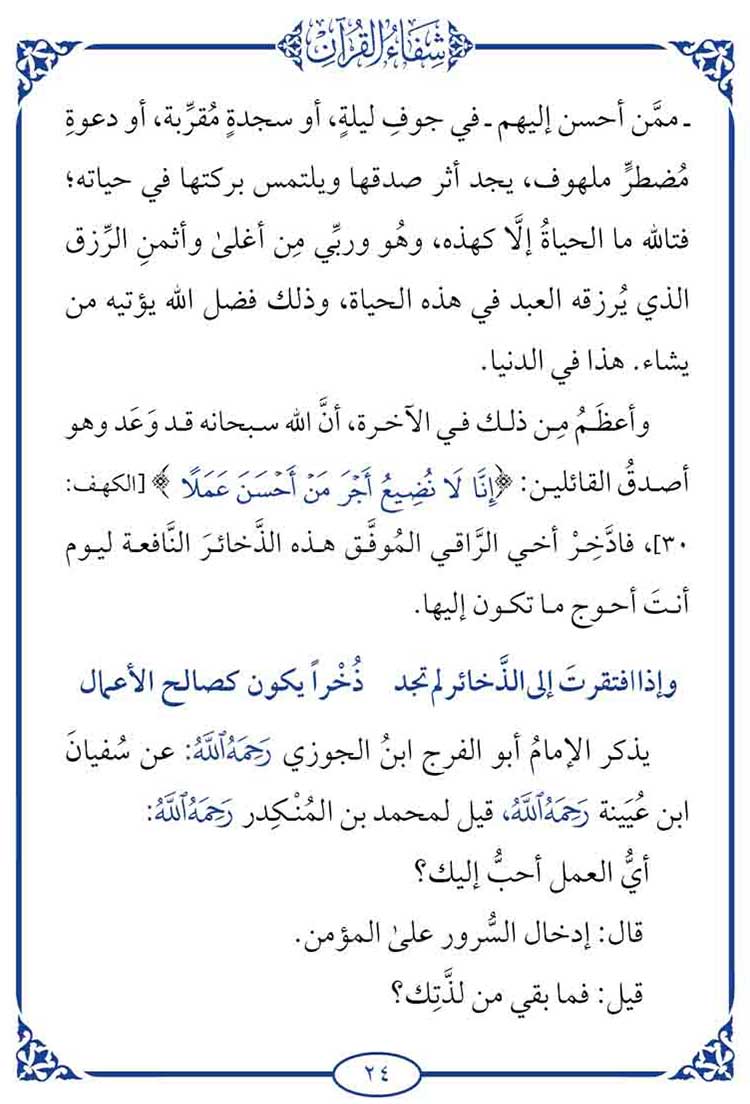 شِفَاءُ القُرْآنِ
ـ ممَّن أحسن إليهم ـ في جوفِ ليلةٍ، أو سجدةٍ مُقرِّبة، أو دعوةِ
مُضطرٍّ ملهوف، يجد أثر صدقها ويلتمس بركتها في حياته؛
فتالله ما الحياةُ إلَّا كهذه، وهُو وربِّي مِن أغلىٰ وأثمنِ الرِّزق
الذي يُرزقه العبد في هذه الحياة، وذلك فضل الله يؤتيه من
يشاء. هذا في الدنيا.
وأعظَمُ مِن ذلك في الآخرة، أنَّ الله سبحانه قد وَعَد وهو
أصدقُ القائلين: ﴿إِنَّا لَا نُضِيعُ أَجْرَ مَنْ أَحْسَنَ عَمَلًا﴾ [الكهف:
٣٠]، فادَّخِرْ أخي الرَّاقي المُوفَّق هذه الذَّخائرَ النَّافعة ليوم
أنتَ أحوج ما تكون إليها.
وإذا افتقرتَ إلى الذَّخائر لم تجد    ذُخْراً يكون كصالح الأعمال
يذكر الإمامُ أبو الفرج ابنُ الجوزي رَحِمَهُ ٱللَّهُ: عن سُفيانَ
ابن عُيَينة رَحِمَهُ ٱللَّهُ، قيل لمحمد بن المُنْكِدر رَحِمَهُ ٱللَّهُ:
أيُّ العمل أحبُّ إليك؟
قال: إدخال السُّرور علىٰ المؤمن.
قيل: فما بقي من لذَّتِك؟
٢٤